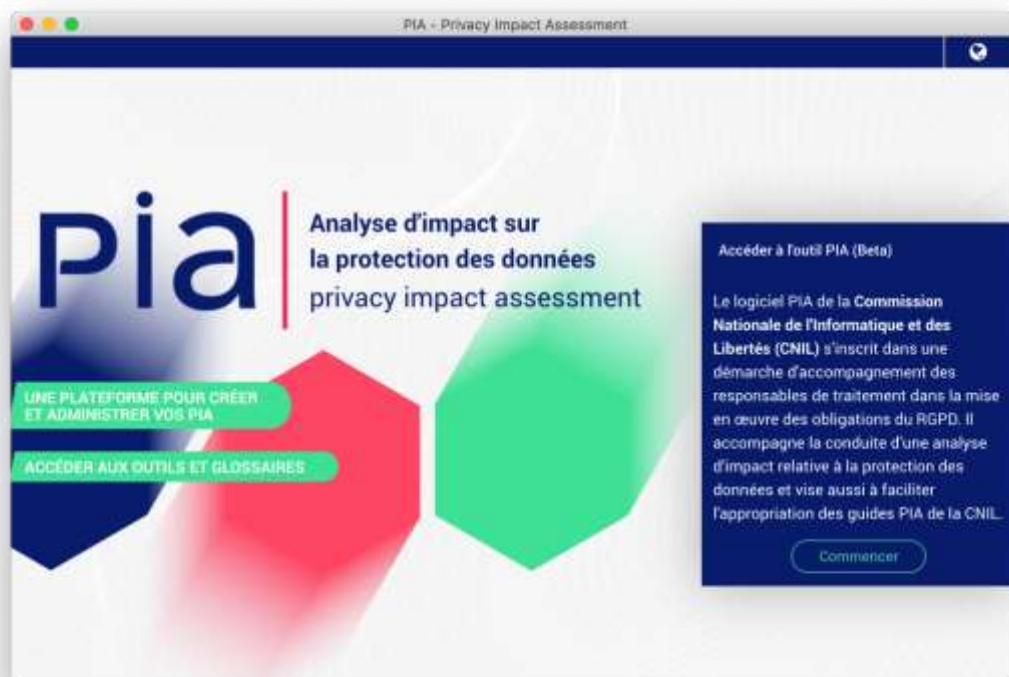 PIA - Privacy Impact Assessment
pia
Analyse d'impact sur
la protection des données
privacy impact assessment
UNE PLATEFORME POUR CRÉER
ET ADMINISTRER VOS PIA
ACCÉDER AUX OUTILS ET GLOSSAIRES
Accéder à l'outil PIA (Beta)
Le logiciel PIA de la Commission
Nationale de l'Informatique et des
Libertés (CNIL) s'inscrit dans une
démarche d'accompagnement des
responsables de traitement dans la mise
en œuvre des obligations du RGPD. Il
accompagne la conduite d'une analyse
d'impact relative à la protection des
données et vise aussi à faciliter
l'appropriation des guides PIA de la CNIL.
Commencer